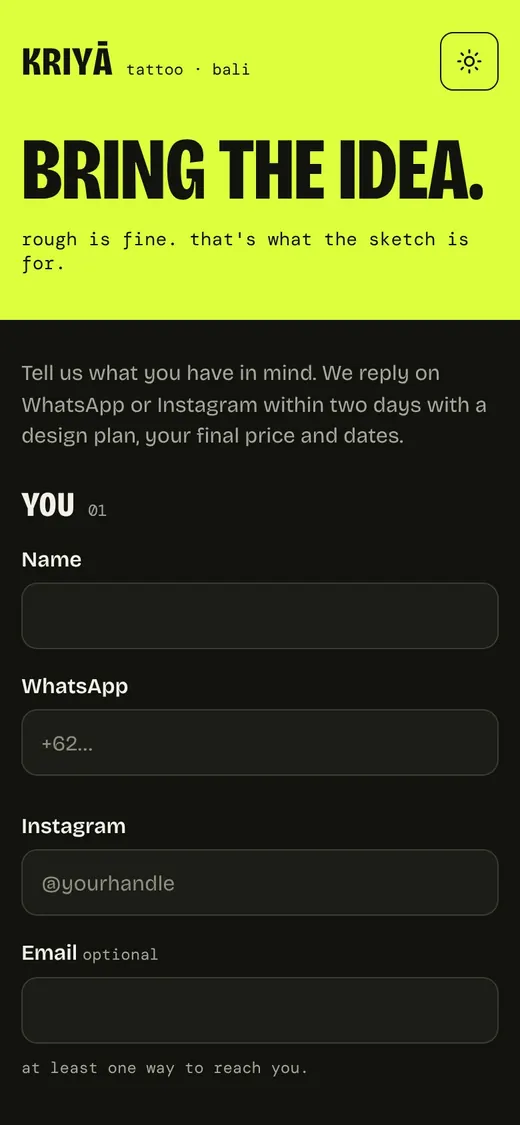 KRIYĀ tattoo · bali
BRING THE IDEA.
rough is fine. that's what the sketch is
for.
Tell us what you have in mind. We reply on
WhatsApp or Instagram within two days with a
design plan, your final price and dates.
YOU 01
Name
WhatsApp
+62...
Instagram
@yourhandle
Email optional
at least one way to reach you.